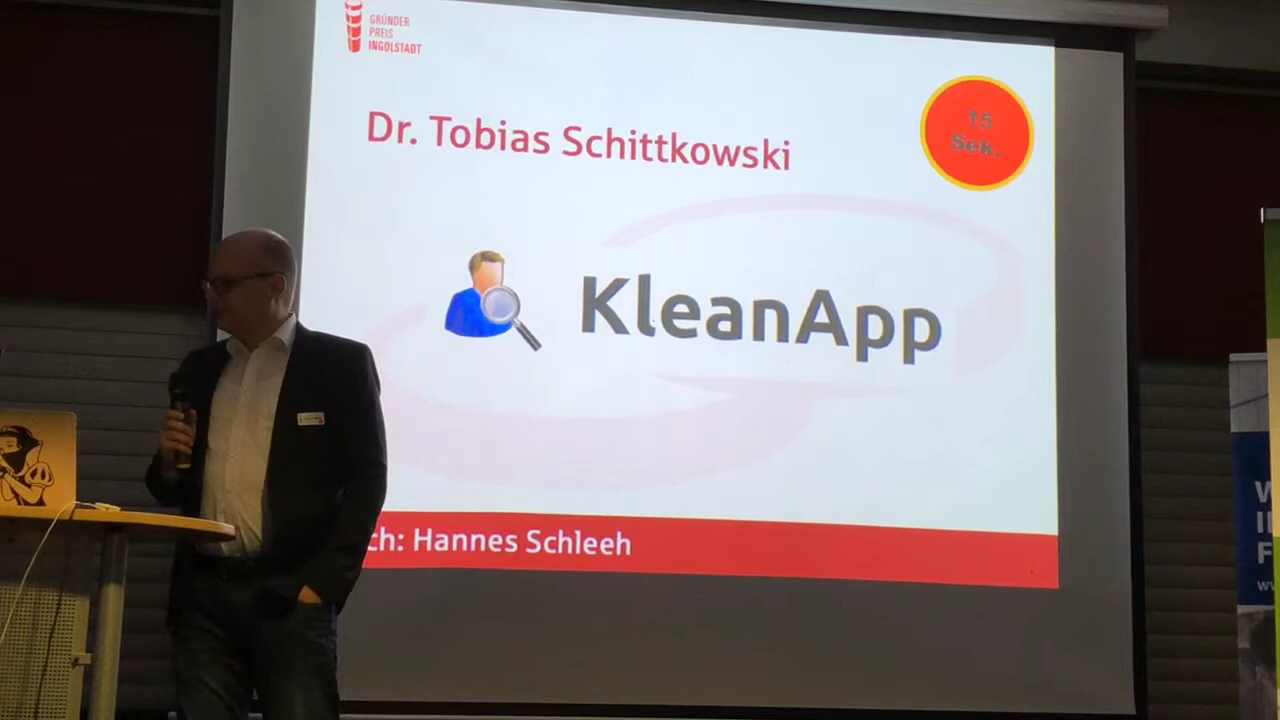 GRÜNDER
PREIS
INGOLSTADT
Dr. Tobias Schittkowski
15
Sek.
KleanApp
ch: Hannes Schleeh
W
F